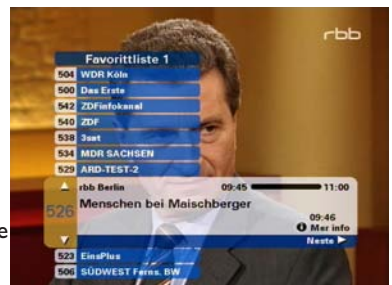 rbb
Favorittliste 1
504 WDR Köln
500 Das Erste
542 ZDFinfokanal
540 ZDF
538 3sat
534 MDR SACHSEN
529 ARD-TEST-2
rbb Berlin 09:45 11:00
526 Menschen bei Maischberger
09:46
Mer info
e
Neste
523 EinsPlus
506 SÜDWEST Ferns. BW